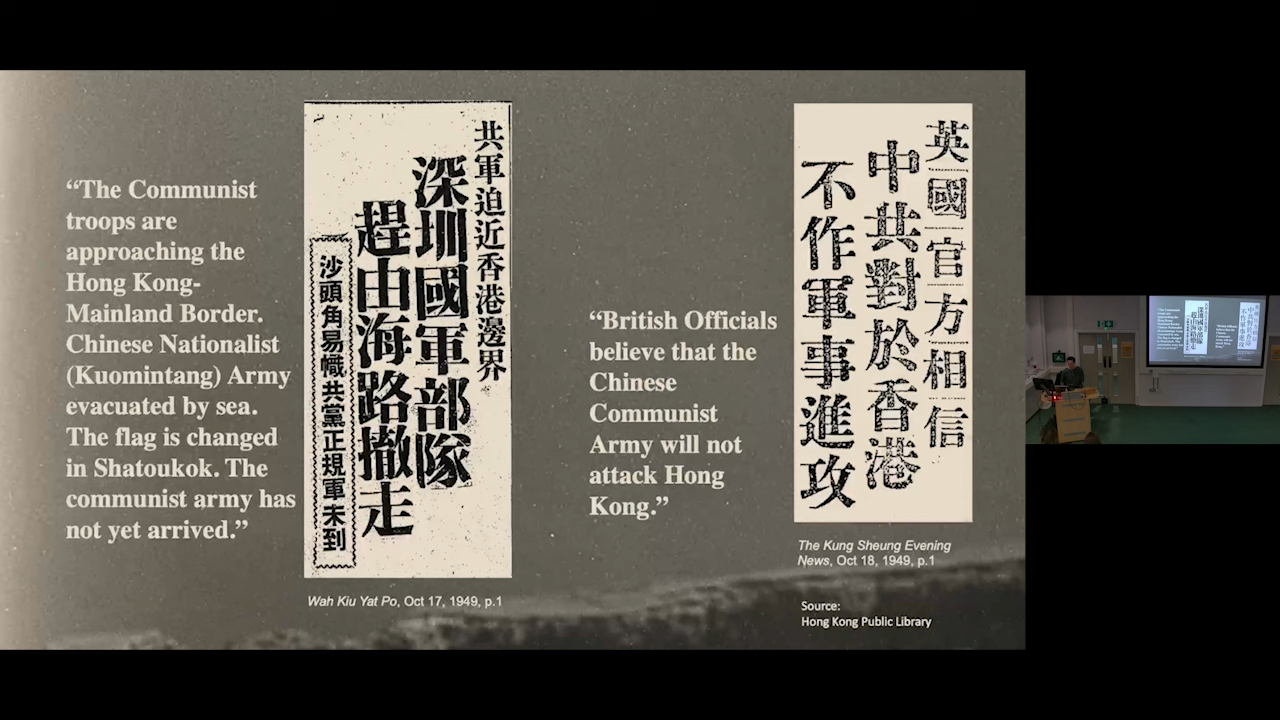 “The Communist
troops are
approaching the
Hong Kong-
Mainland Border.
Chinese Nationalist
(Kuomintang) Army
evacuated by sea.
The flag is changed
in Shatoukok. The
communist army has
not yet arrived.”
共軍迫近香港邊界
深圳國軍部隊
趕由海路撤走
沙頭角易幟共黨正規軍未到
Wah Kiu Yat Po, Oct 17, 1949, p.1
“British Officials
believe that the
Chinese
Communist
Army will not
attack Hong
Kong.”
英國官方相信
中共對於香港
不作軍事進攻
The Kung Sheung Evening
News, Oct 18, 1949, p.1
Source:
Hong Kong Public Library